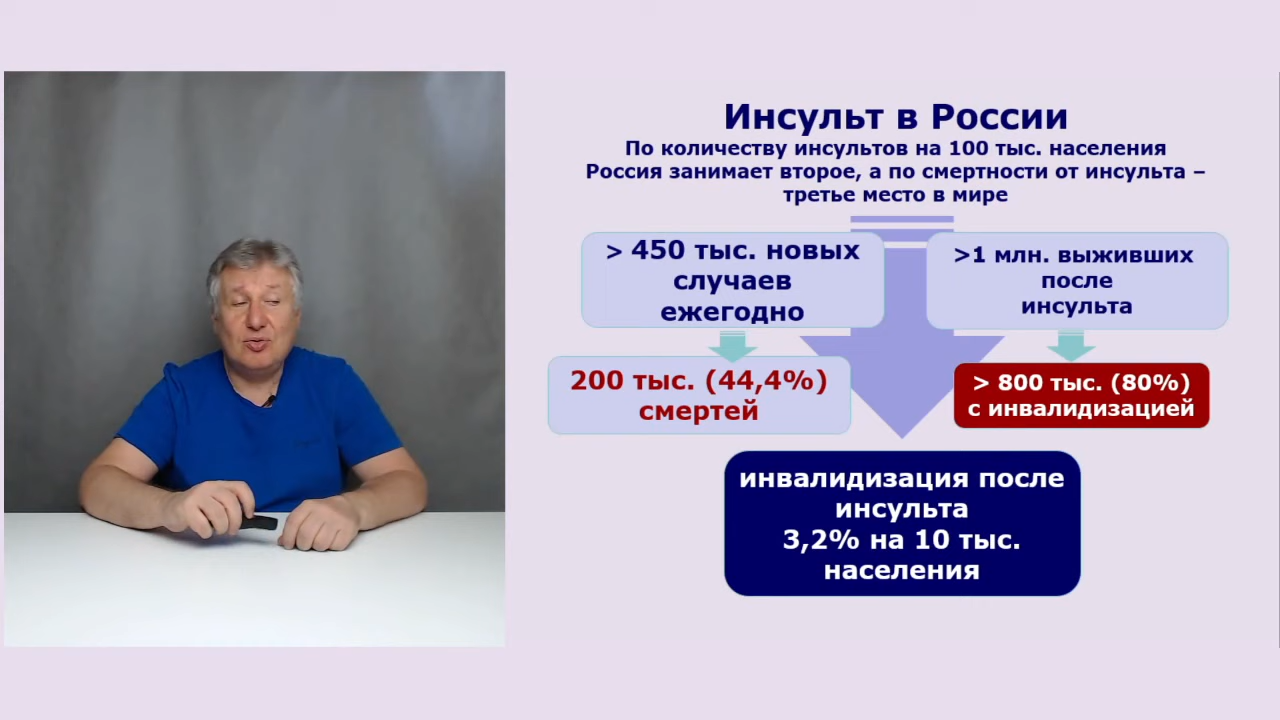 Инсульт в России
По количеству инсультов на 100 тыс. населения
Россия занимает второе, а по смертности от инсульта –
третье место в мире
> 450 тыс. новых
случаев
ежегодно
>1 млн. выживших
после
инсульта
200 тыс. (44,4%)
смертей
> 800 тыс. (80%)
с инвалидизацией
инвалидизация после
инсульта
3,2% на 10 тыс.
населения